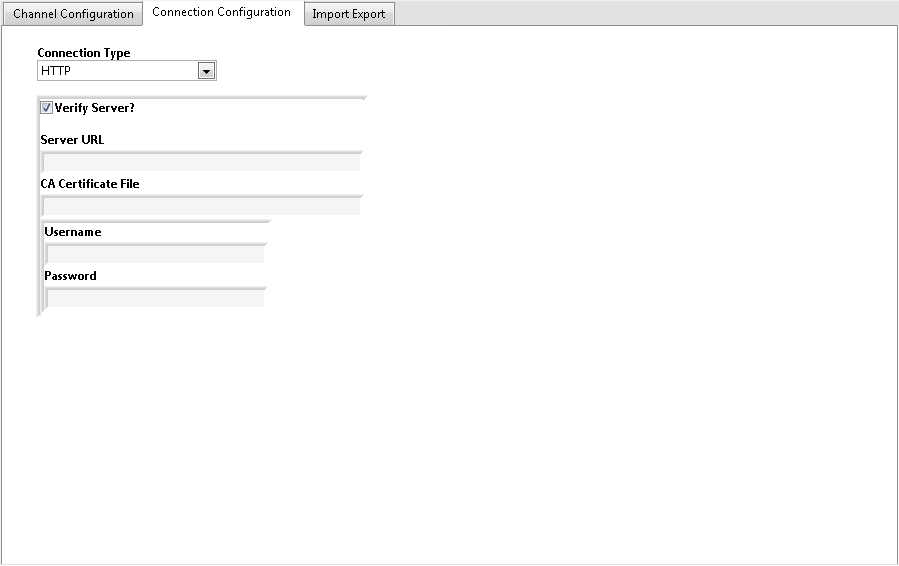 Channel Configuration Connection Configuration Import Export
Connection Type
HTTP
Verify Server?
Server URL
CA Certificate File
Username
Password